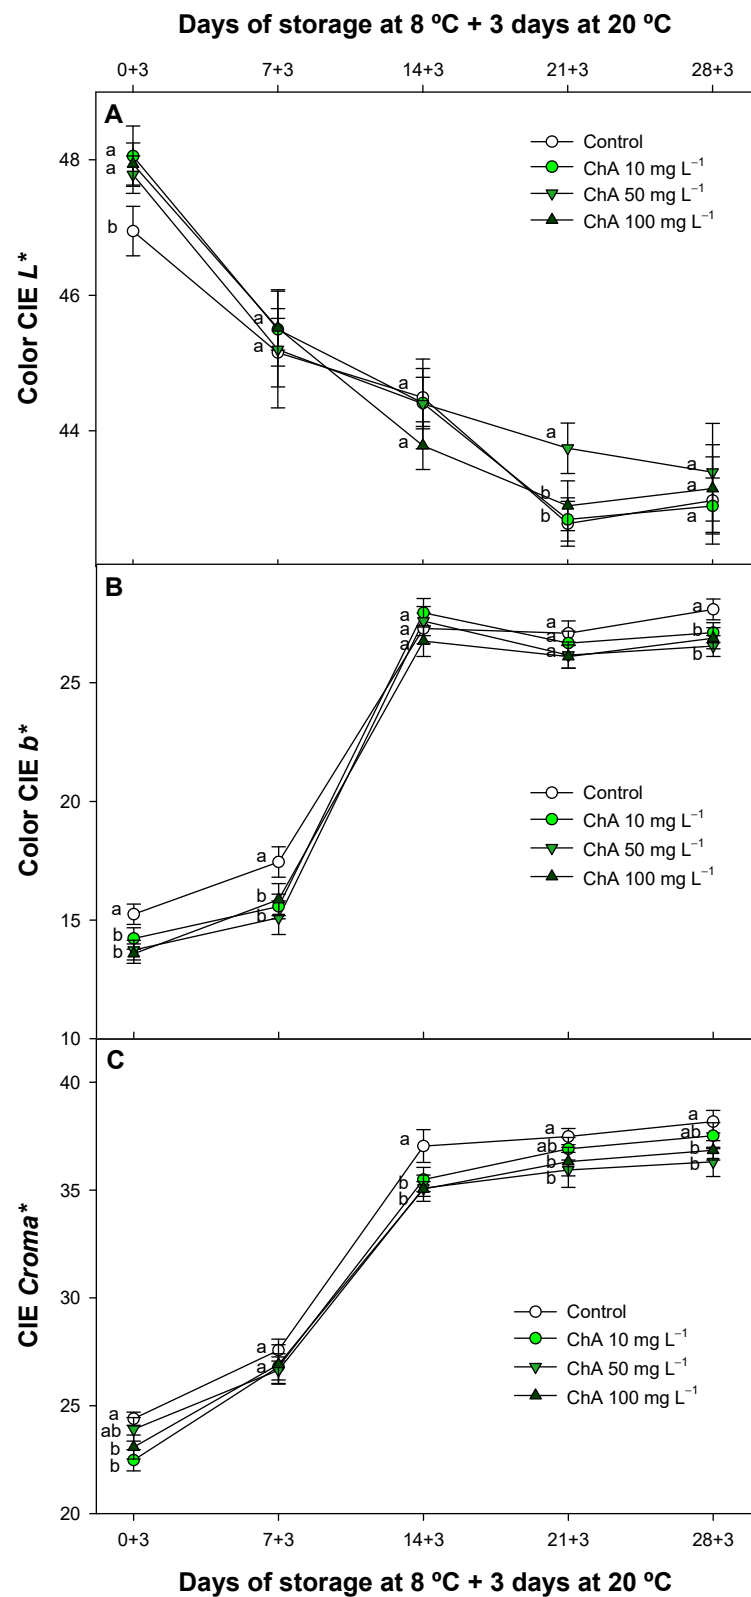 Days of storage at 8 ºC + 3 days at 20 ºC
0+3 7+3 14+3 21+3 28+3
A
Color CIE L*
48
46
44
Control
ChA 10 mg L⁻¹
ChA 50 mg L⁻¹
ChA 100 mg L⁻¹
a
a
b
a
a
a
a
a
b
b
a
a
a
B
Color CIE b*
25
20
15
10
Control
ChA 10 mg L⁻¹
ChA 50 mg L⁻¹
ChA 100 mg L⁻¹
a
b
b
a
b
b
a
a
a
a
a
a
a
b
b
C
CIE Croma*
40
35
30
25
20
Control
ChA 10 mg L⁻¹
ChA 50 mg L⁻¹
ChA 100 mg L⁻¹
a
ab
b
b
a
a
a
b
b
a
ab
b
b
a
ab
b
b
0+3 7+3 14+3 21+3 28+3
Days of storage at 8 ºC + 3 days at 20 ºC